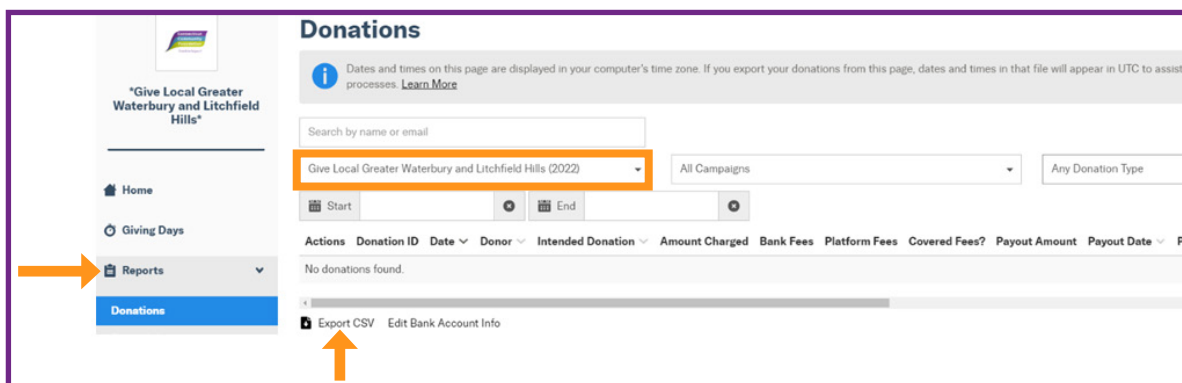 Donations
Dates and times on this page are displayed in your computer's time zone. If you export your donations from this page, dates and times in that file will appear in UTC to assist
processes. Learn More
*Give Local Greater
Waterbury and Litchfield
Hills*
Home
Giving Days
Reports
Donations
Search by name or email
Give Local Greater Waterbury and Litchfield Hills (2022) All Campaigns Any Donation Type
Start End
Actions Donation ID Date Donor Intended Donation Amount Charged Bank Fees Platform Fees Covered Fees? Payout Amount Payout Date P
No donations found.
Export CSV Edit Bank Account Info